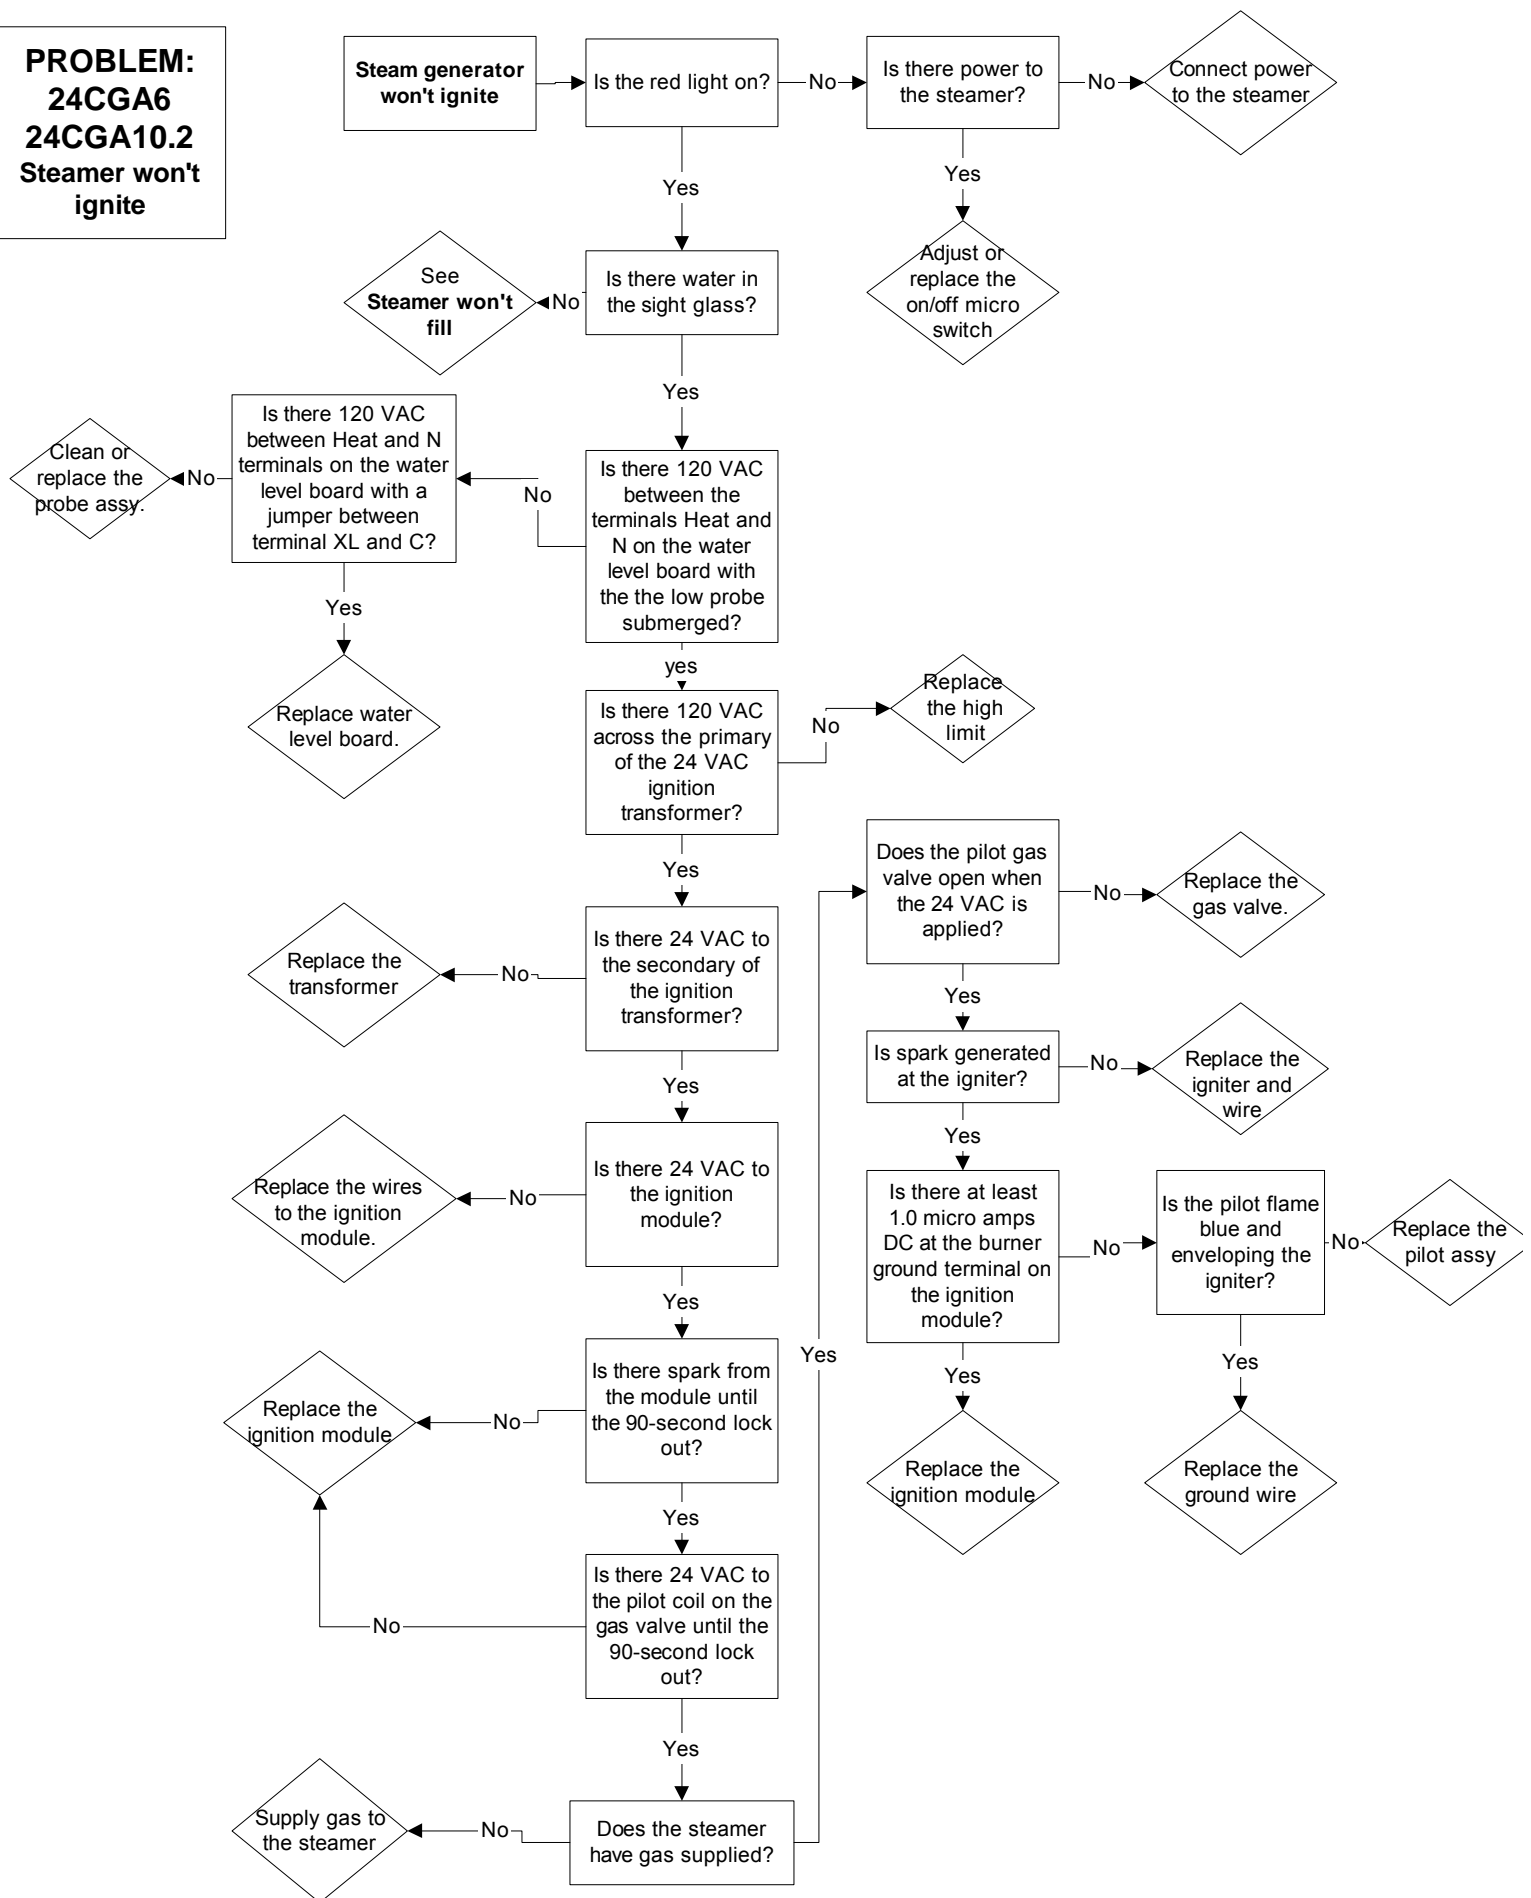 PROBLEM:
24CGA6
24CGA10.2
Steamer won't
ignite
Steam generator
won't ignite
Is the red light on?
No
Is there power to
the steamer?
No
Connect power
to the steamer
Yes
Yes
Adjust or
replace the
on/off micro
switch
See
Steamer won't
fill
No
Is there water in
the sight glass?
Yes
Clean or
replace the
probe assy.
No
Is there 120 VAC
between Heat and N
terminals on the water
level board with a
jumper between
terminal XL and C?
No
Is there 120 VAC
between the
terminals Heat and
N on the water
level board with
the the low probe
submerged?
Yes
Replace water
level board.
yes
Is there 120 VAC
across the primary
of the 24 VAC
ignition
transformer?
No
Replace
the high
limit
Yes
Replace the
transformer
No
Is there 24 VAC to
the secondary of
the ignition
transformer?
Yes
Replace the wires
to the ignition
module.
No
Is there 24 VAC to
the ignition
module?
Yes
Replace the
ignition module
No
Is there spark from
the module until
the 90-second lock
out?
Yes
No
Is there 24 VAC to
the pilot coil on the
gas valve until the
90-second lock
out?
Yes
Supply gas to
the steamer
No
Does the steamer
have gas supplied?
Yes
Does the pilot gas
valve open when
the 24 VAC is
applied?
No
Replace the
gas valve.
Yes
Is spark generated
at the igniter?
No
Replace the
igniter and
wire
Yes
Is there at least
1.0 micro amps
DC at the burner
ground terminal on
the ignition
module?
No
Is the pilot flame
blue and
enveloping the
igniter?
No
Replace the
pilot assy
Yes
Replace the
ignition module
Yes
Replace the
ground wire